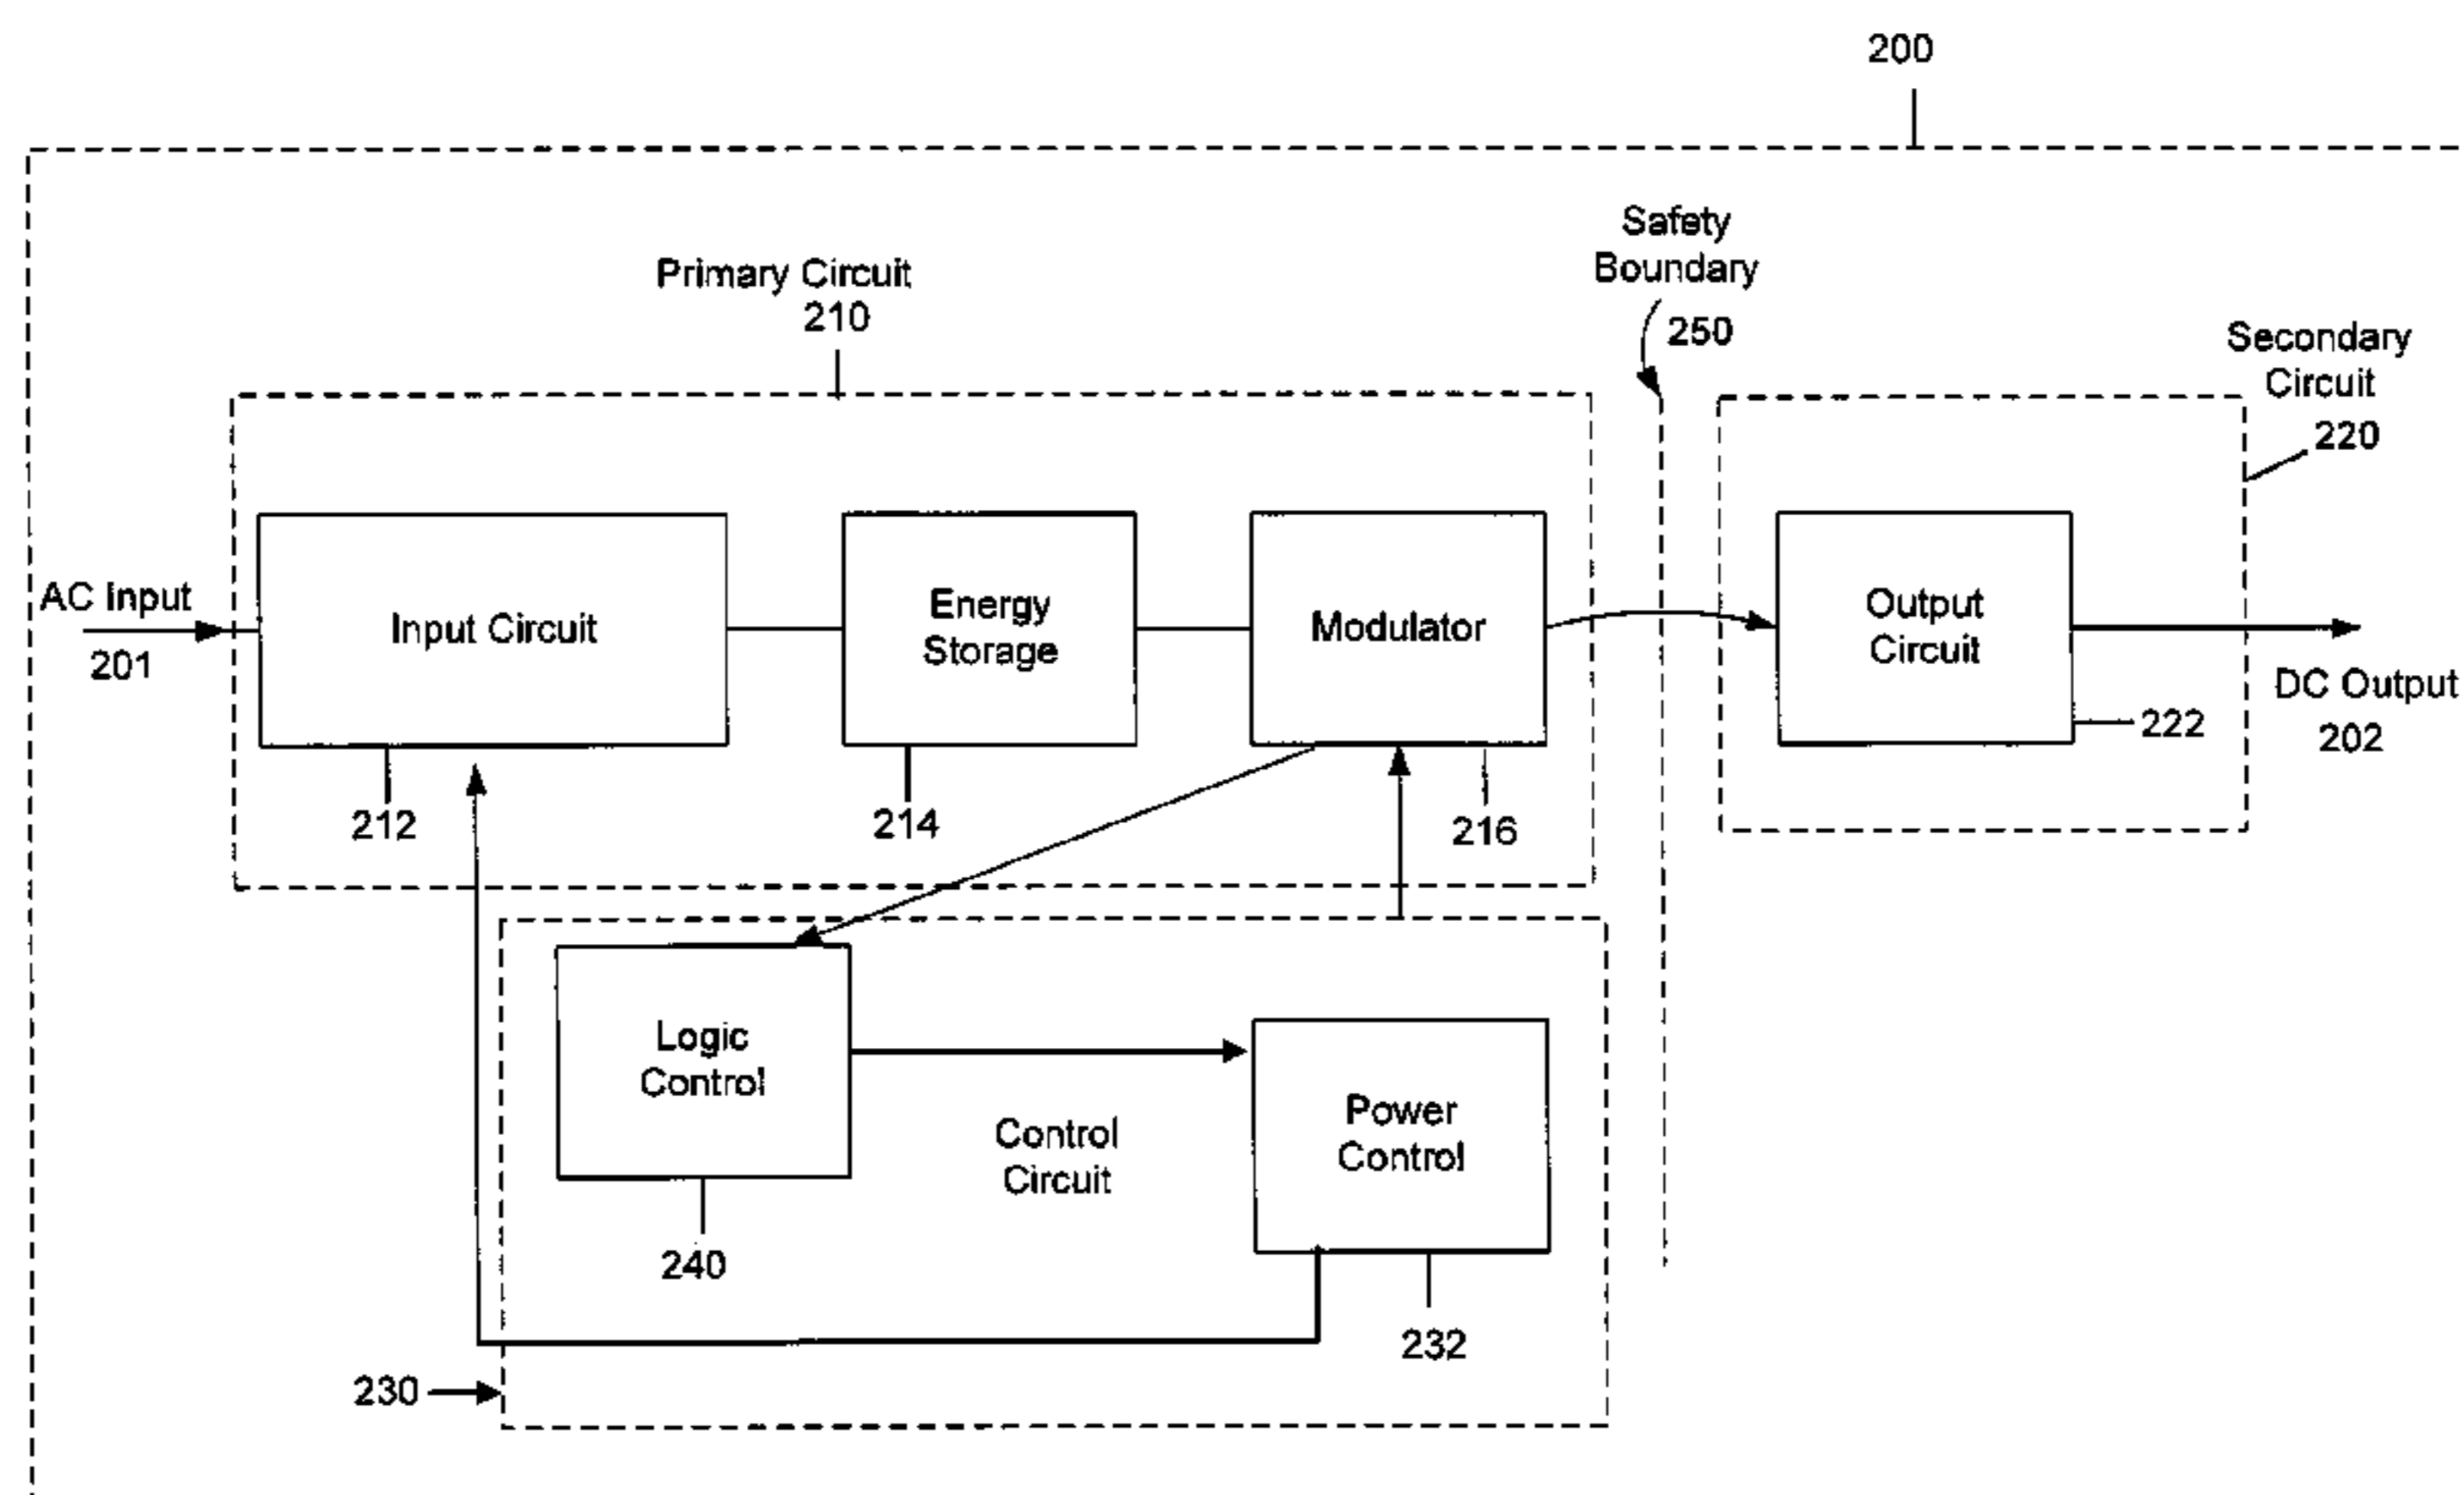 200
Safety
Boundary
250
Primary Circuit
210
Secondary
Circuit
220
AC Input
201
Input Circuit
212
Energy
Storage
214
Modulator
216
Output
Circuit
222
DC Output
202
Logic
Control
240
Control
Circuit
Power
Control
232
230